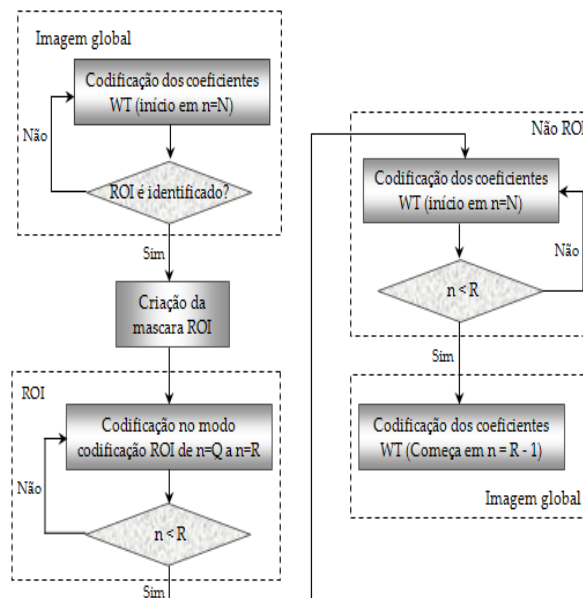 Imagem global
Codificação dos coeficientes
WT (início em n=N)
Não
ROI é identificado?
Sim
Criação da
mascara ROI
ROI
Codificação no modo
codificação ROI de n=Q a n=R
Não
n < R
Sim
Não ROI
Codificação dos coeficientes
WT (início em n=N)
Não
n < R
Sim
Codificação dos coeficientes
WT (Começa em n = R - 1)
Imagem global